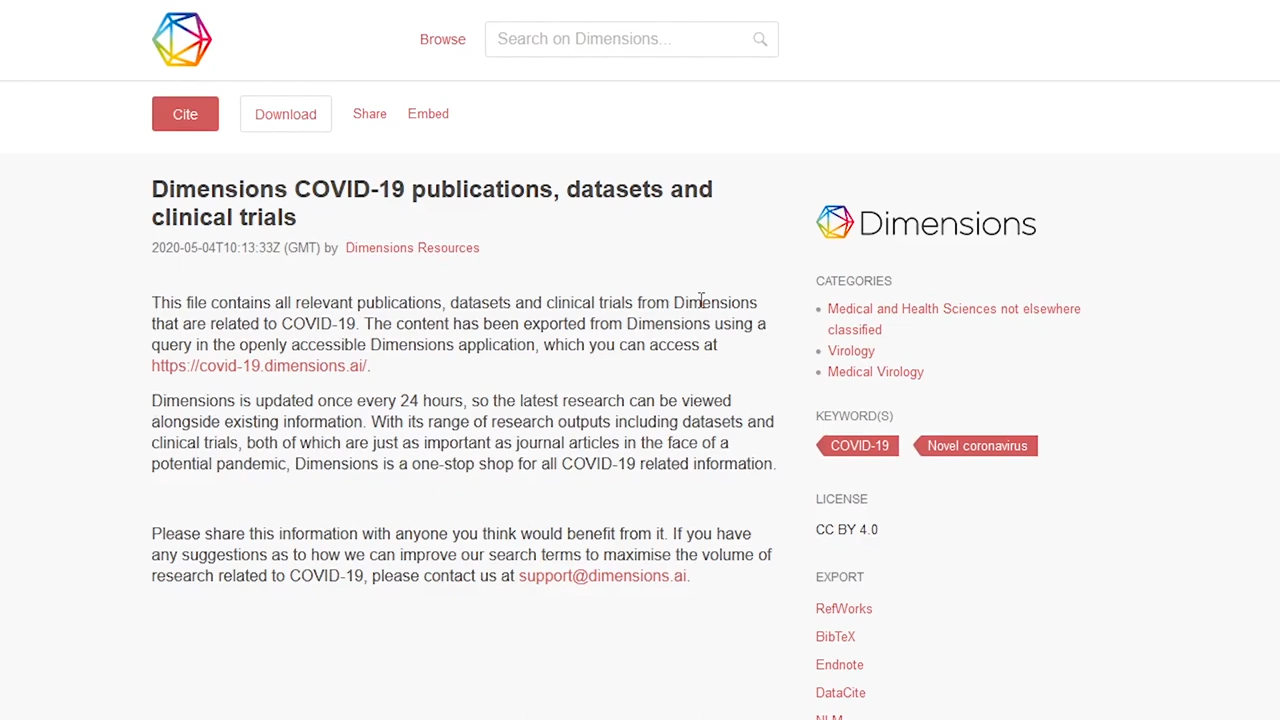 Browse
Search on Dimensions...
Cite
Download
Share
Embed
Dimensions COVID-19 publications, datasets and
clinical trials
2020-05-04T10:13:33Z (GMT) by Dimensions Resources
This file contains all relevant publications, datasets and clinical trials from Dimensions
that are related to COVID-19. The content has been exported from Dimensions using a
query in the openly accessible Dimensions application, which you can access at
https://covid-19.dimensions.ai/.
Dimensions is updated once every 24 hours, so the latest research can be viewed
alongside existing information. With its range of research outputs including datasets and
clinical trials, both of which are just as important as journal articles in the face of a
potential pandemic, Dimensions is a one-stop shop for all COVID-19 related information.
Please share this information with anyone you think would benefit from it. If you have
any suggestions as to how we can improve our search terms to maximise the volume of
research related to COVID-19, please contact us at support@dimensions.ai.
Dimensions
CATEGORIES
Medical and Health Sciences not elsewhere
classified
Virology
Medical Virology
KEYWORD(S)
COVID-19
Novel coronavirus
LICENSE
CC BY 4.0
EXPORT
RefWorks
BibTeX
Endnote
DataCite
NLM